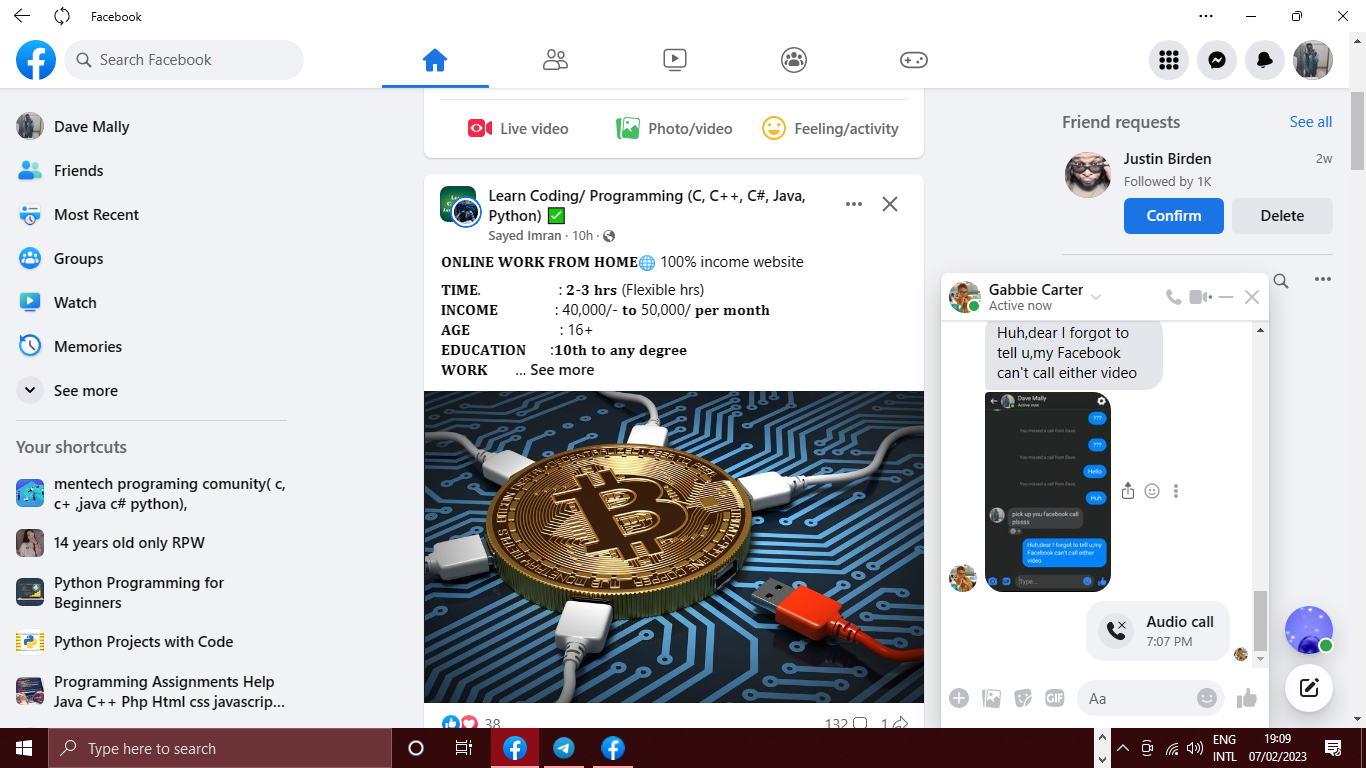 Facebook
Search Facebook
Dave Mally
Friends
Most Recent
Groups
Watch
Memories
See more
Your shortcuts
mentech programing comunity( c,
c+ ,java c# python),
14 years old only RPW
Python Programming for
Beginners
Python Projects with Code
Programming Assignments Help
Java C++ Php Html css javascrip...
Live video
Photo/video
Feeling/activity
Learn Coding/ Programming (C, C++, C#, Java,
Python) ✅
Sayed Imran · 10h ·
ONLINE WORK FROM HOME🌐 100% income website
TIME. : 2-3 hrs (Flexible hrs)
INCOME : 40,000/- to 50,000/ per month
AGE : 16+
EDUCATION :10th to any degree
WORK ... See more
38
132
1
Friend requests
See all
Justin Birden
2w
Followed by 1K
Confirm
Delete
Gabbie Carter
Active now
Huh,dear I forgot to
tell u,my Facebook
can't call either video
Dave Mally
Active now
???
You missed a call from Dave.
???
You missed a call from Dave.
Hello
You missed a call from Dave.
Huh
pick up you facebook call
plssss
Huh,dear I forgot to tell u,my
Facebook can't call either
video
Type...
Audio call
7:07 PM
GIF
Aa
Type here to search
ENG
INTL
19:09
07/02/2023